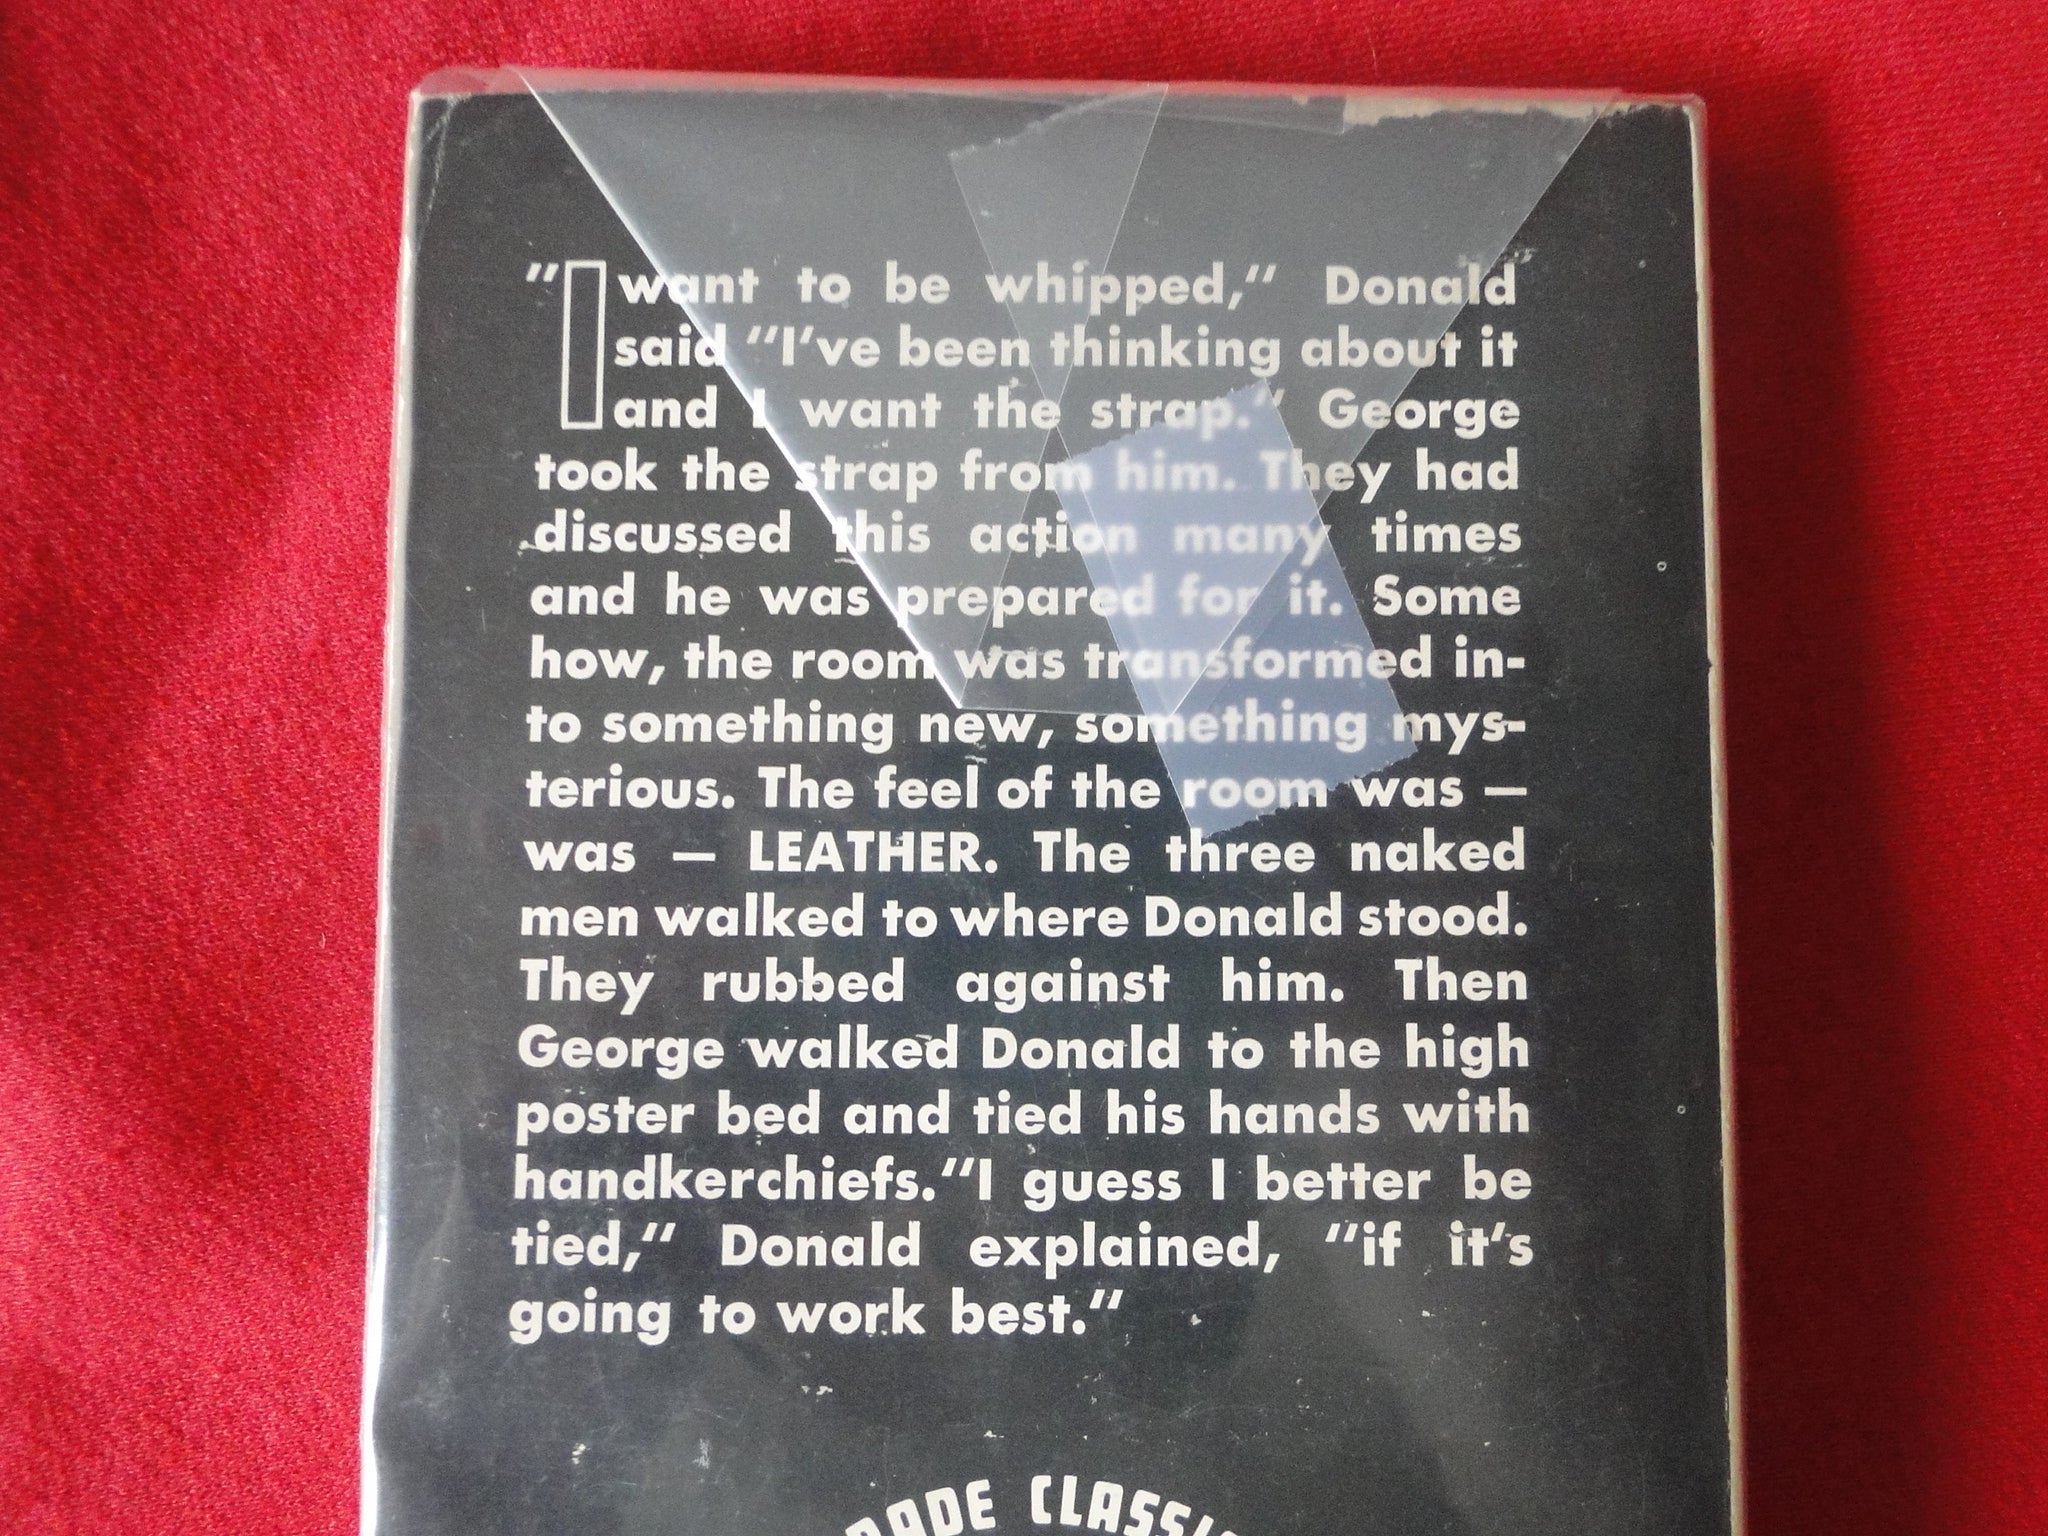 "I want to be whipped," Donald
said "I've been thinking about it
and I want the strap." George
took the strap from him. They had
discussed this action many times
and he was prepared for it. Some
how, the room was transformed in-
to something new, something mys-
terious. The feel of the room was —
was — LEATHER. The three naked
men walked to where Donald stood.
They rubbed against him. Then
George walked Donald to the high
poster bed and tied his hands with
handkerchiefs. "I guess I better be
tied," Donald explained, "if it's
going to work best."